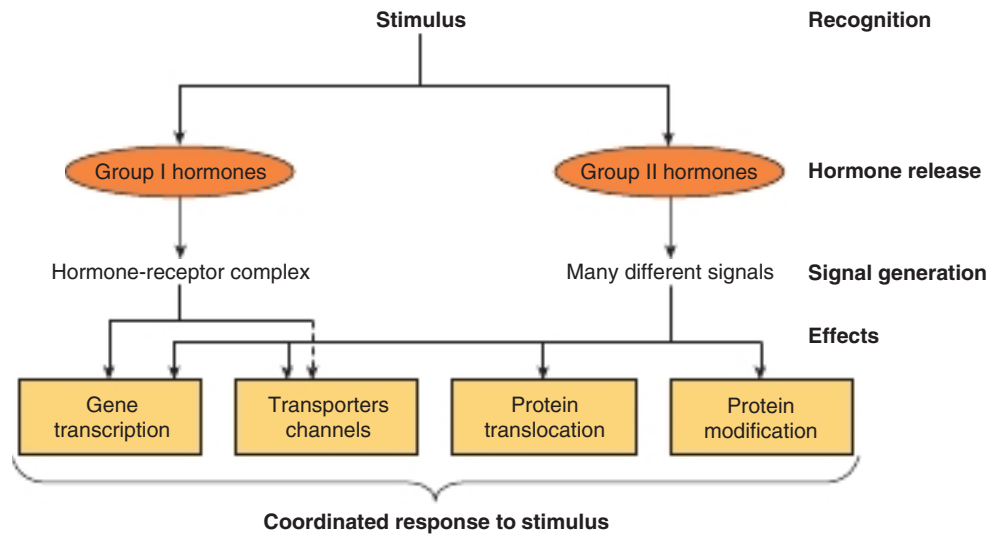 Stimulus
Recognition
Group I hormones
Group II hormones
Hormone release
Hormone-receptor complex
Many different signals
Signal generation
Effects
Gene
transcription
Transporters
channels
Protein
translocation
Protein
modification
Coordinated response to stimulus